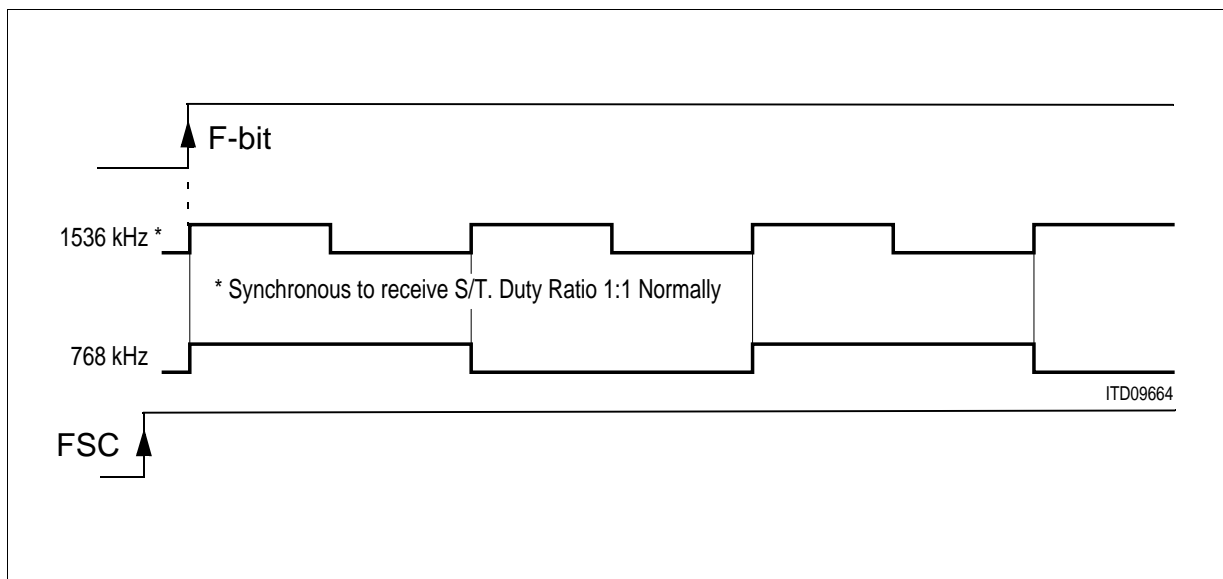 F-bit
1536 kHz *
* Synchronous to receive S/T. Duty Ratio 1:1 Normally
768 kHz
ITD09664
FSC